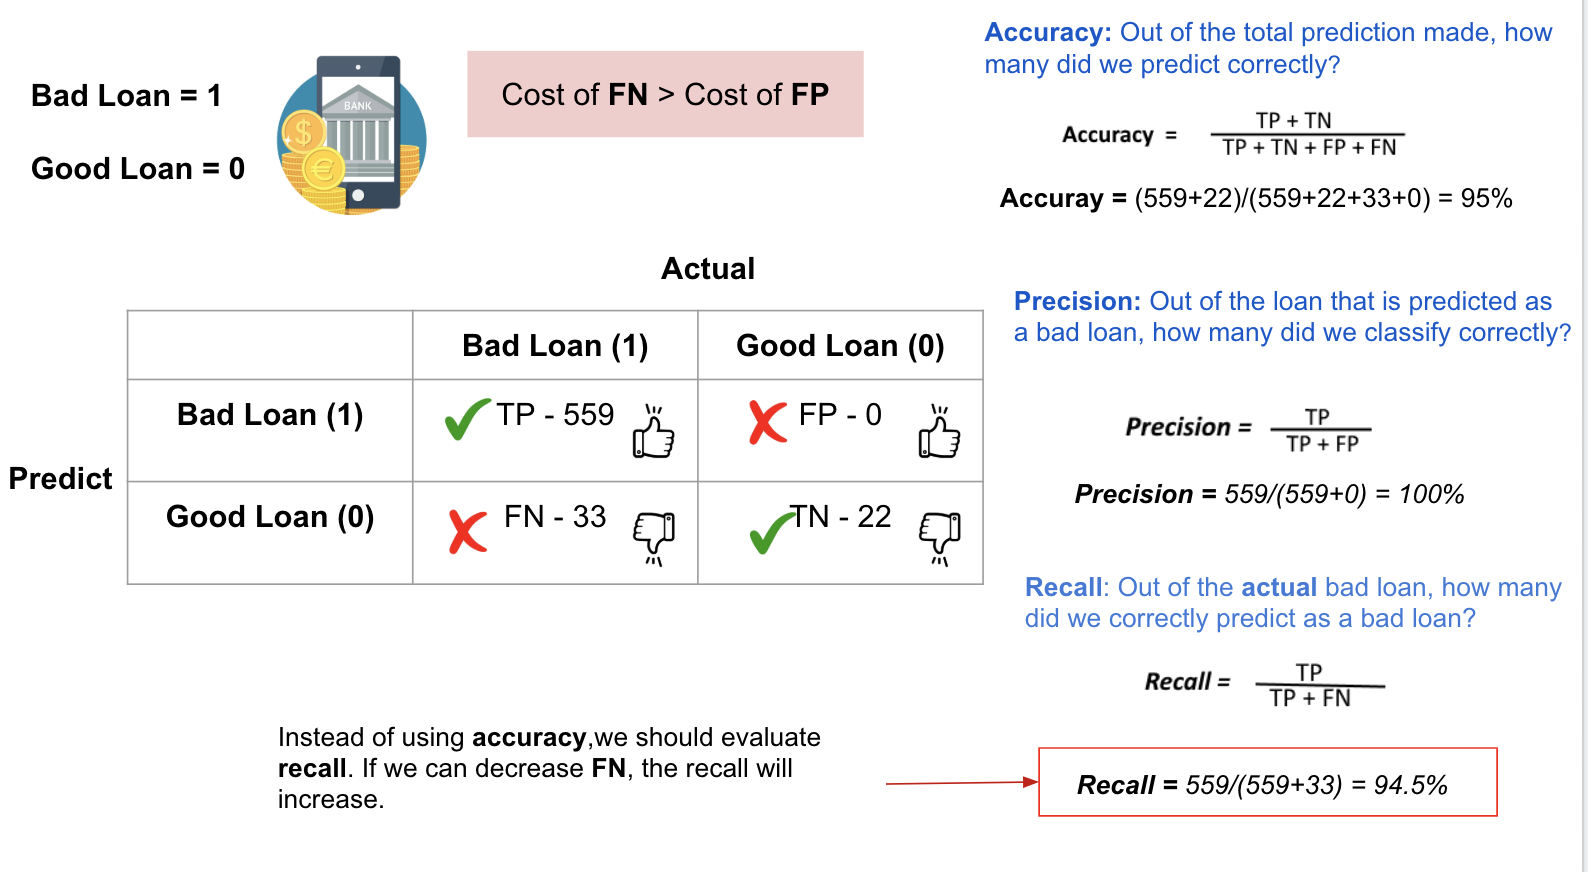 Bad Loan = 1
Good Loan = 0
BANK
$
€
Cost of FN > Cost of FP
Actual
Bad Loan (1) Good Loan (0)
Bad Loan (1) TP - 559 FP - 0
Predict
Good Loan (0) FN - 33 TN - 22
Instead of using accuracy,we should evaluate
recall. If we can decrease FN, the recall will
increase.
Accuracy: Out of the total prediction made, how
many did we predict correctly?
TP + TN
Accuracy =
TP + TN + FP + FN
Accuray = (559+22)/(559+22+33+0) = 95%
Precision: Out of the loan that is predicted as
a bad loan, how many did we classify correctly?
TP
Precision =
TP + FP
Precision = 559/(559+0) = 100%
Recall: Out of the actual bad loan, how many
did we correctly predict as a bad loan?
TP
Recall =
TP + FN
Recall = 559/(559+33) = 94.5%